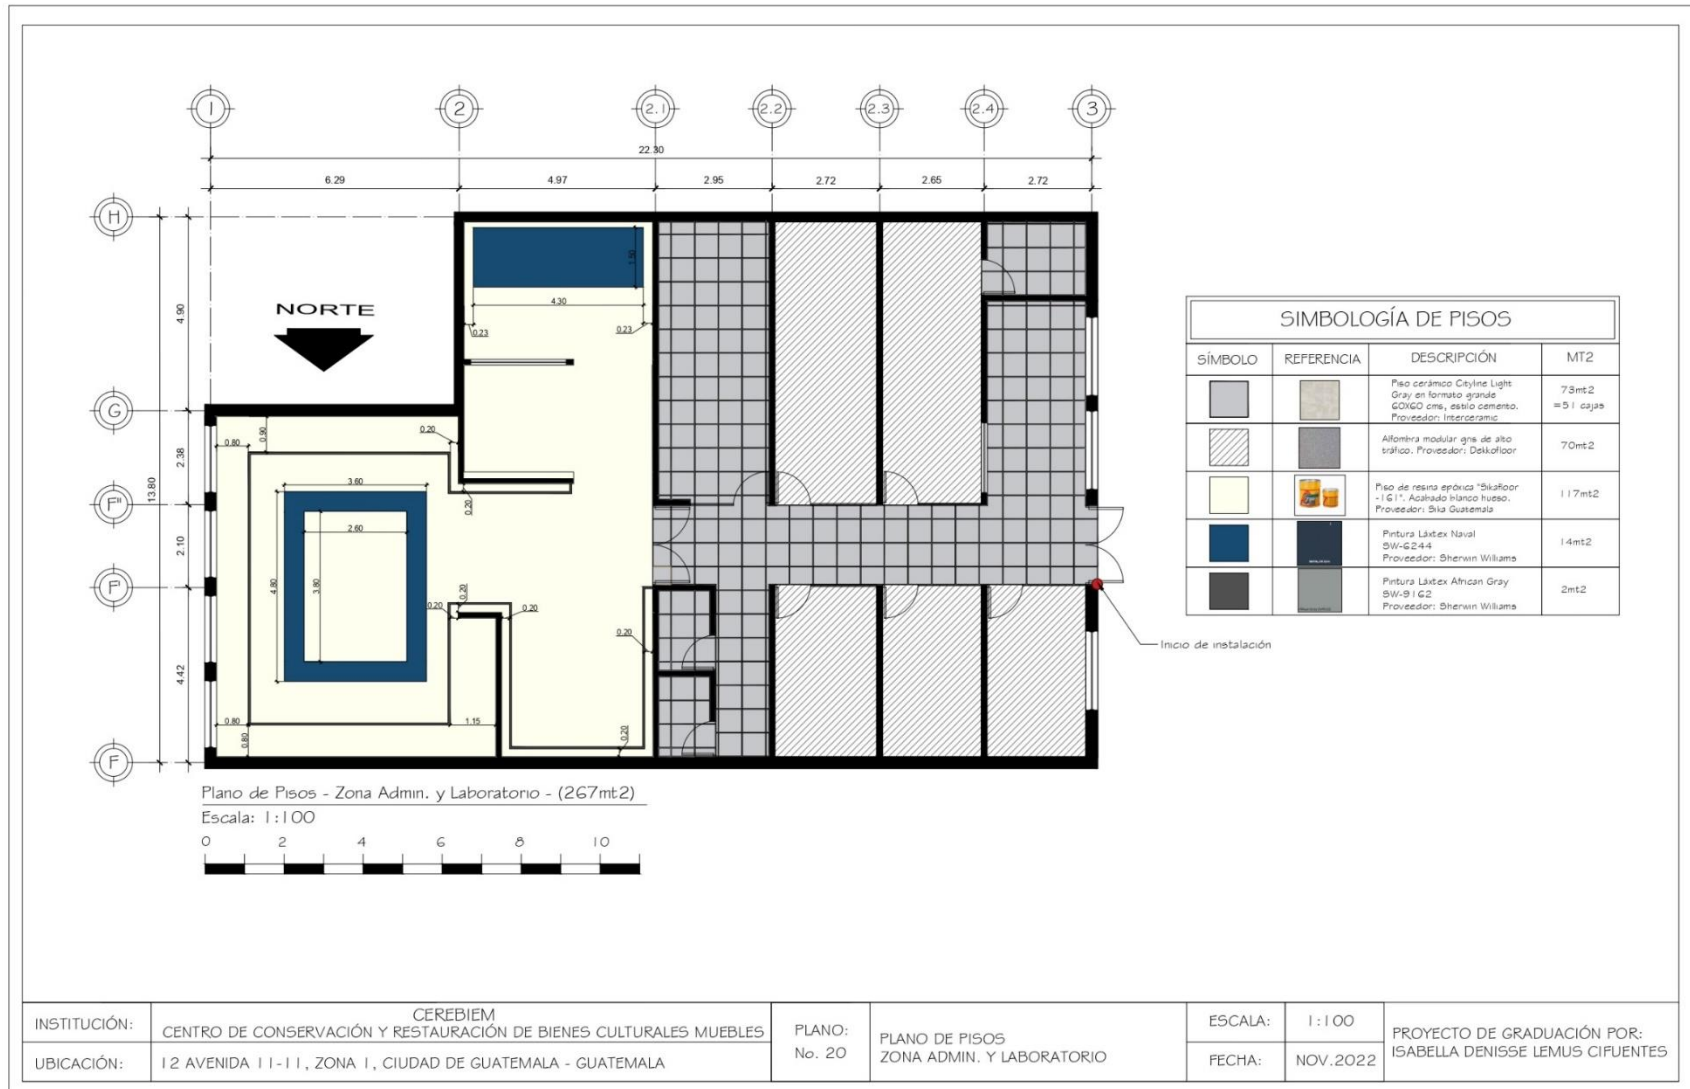 1
2
2.1
2.2
2.3
2.4
3
22.30
6.29
4.97
2.95
2.72
2.65
2.72
H
G
F"
F'
F
4.90
2.38
13.80
2.10
4.42
NORTE
1.50
4.30
0.23
0.23
0.80
0.90
0.20
3.60
0.20
2.60
4.80
3.80
0.20
0.20
0.20
0.20
0.80
1.15
0.80
0.20
Inicio de instalación
SIMBOLOGÍA DE PISOS
SÍMBOLO REFERENCIA DESCRIPCIÓN MT2
Piso cerámico Cityline Light
Gray en formato grande
60X60 cms, estilo cemento.
Proveedor: Interceramic
73mt2
=51 cajas
Alfombra modular gris de alto
tráfico. Proveedor: Dekkofloor
70mt2
Piso de resina epóxica "Sikafloor
-161". Acabado blanco hueso.
Proveedor: Sika Guatemala
117mt2
Pintura Láxtex Naval
SW-6244
Proveedor: Sherwin Williams
14mt2
Pintura Láxtex African Gray
SW-9162
Proveedor: Sherwin Williams
2mt2
Plano de Pisos - Zona Admin. y Laboratorio - (267mt2)
Escala: 1:100
0 2 4 6 8 10
INSTITUCIÓN:
CEREBIEM
CENTRO DE CONSERVACIÓN Y RESTAURACIÓN DE BIENES CULTURALES MUEBLES
UBICACIÓN:
12 AVENIDA 11-11, ZONA 1, CIUDAD DE GUATEMALA - GUATEMALA
PLANO:
No. 20
PLANO DE PISOS
ZONA ADMIN. Y LABORATORIO
ESCALA: 1:100
FECHA: NOV.2022
PROYECTO DE GRADUACIÓN POR:
ISABELLA DENISSE LEMUS CIFUENTES